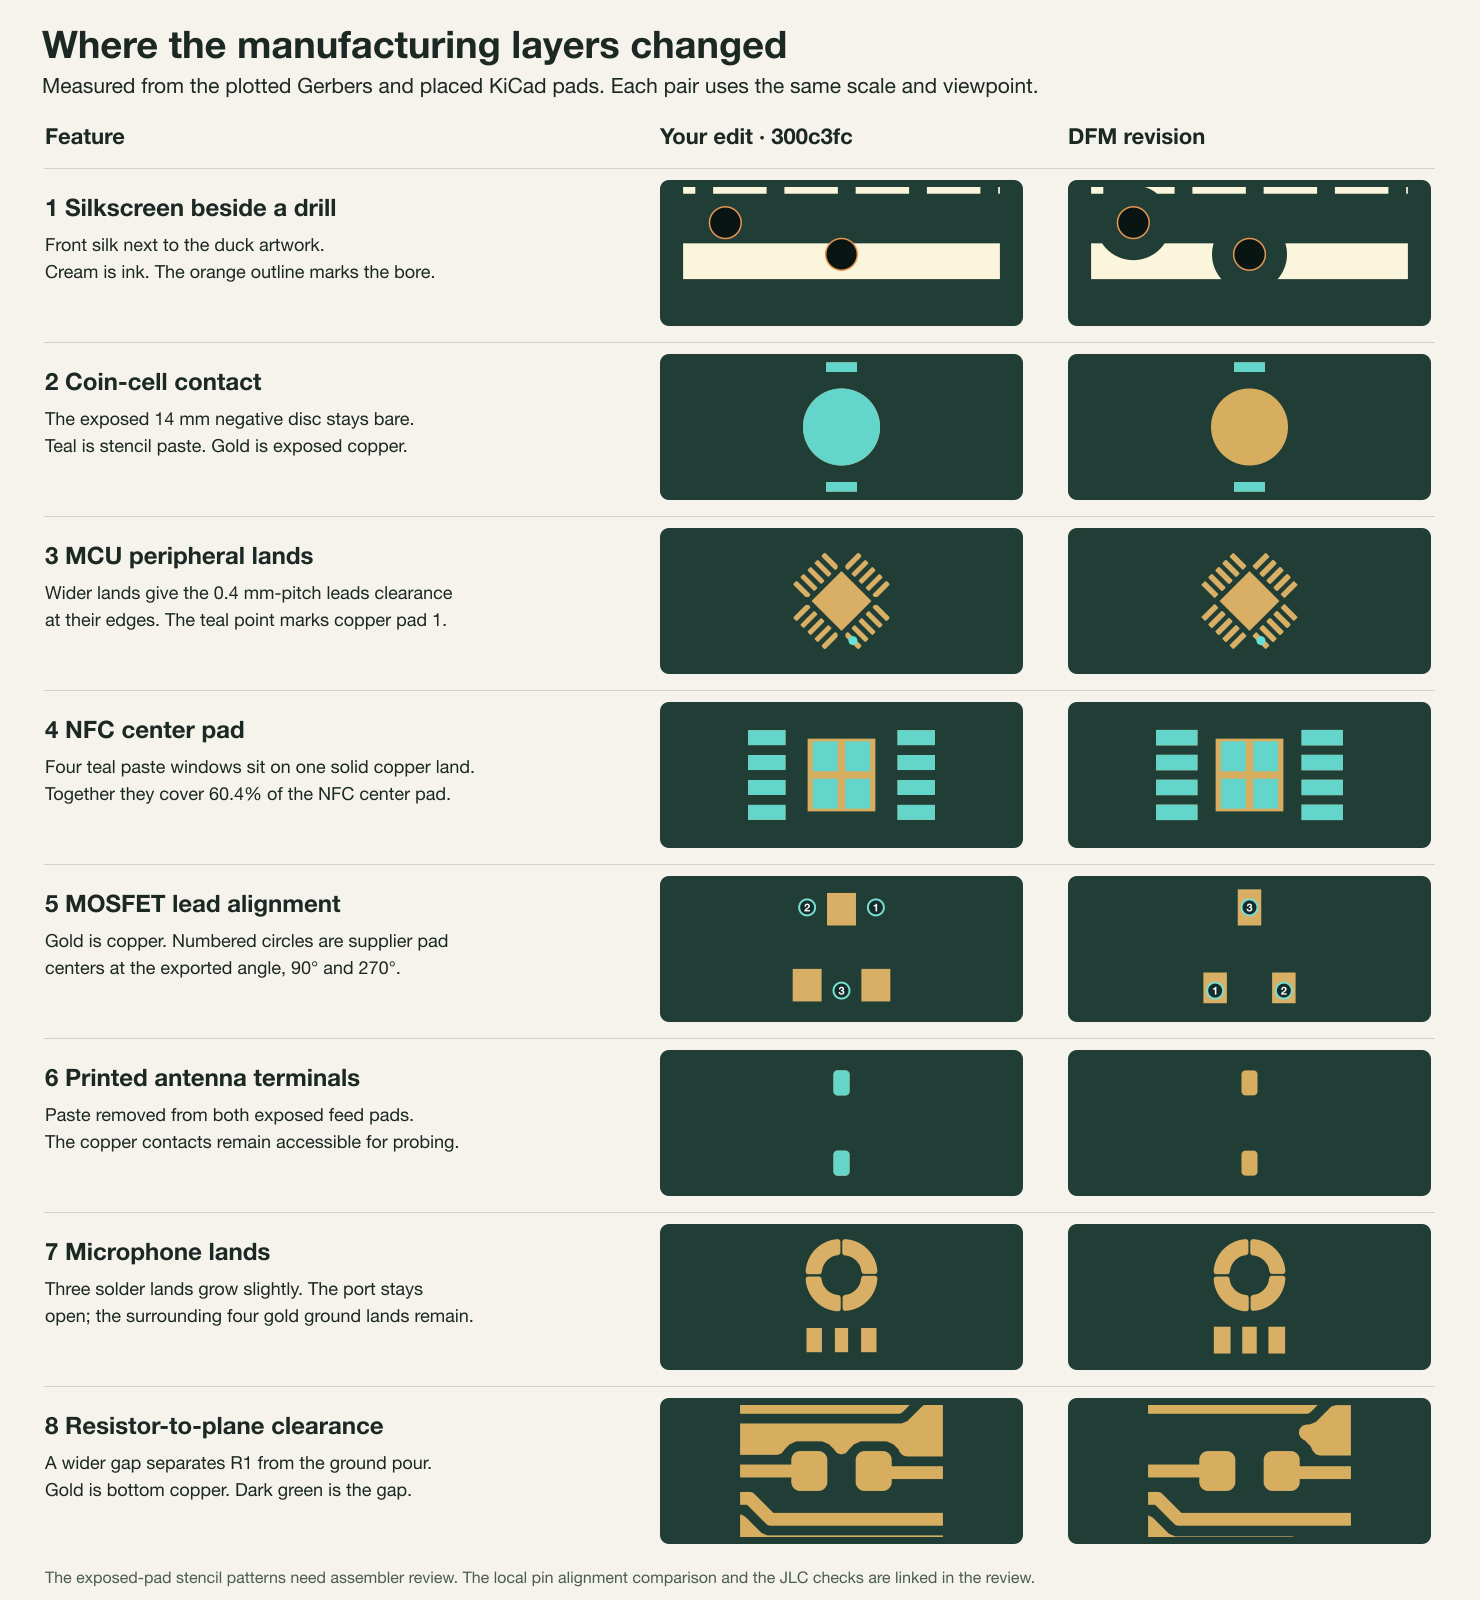 Where the manufacturing layers changed
Measured from the plotted Gerbers and placed KiCad pads. Each pair uses the same scale and viewpoint.
Feature
Your edit · 300c3fc
DFM revision
1 Silkscreen beside a drill
Front silk next to the duck artwork.
Cream is ink. The orange outline marks the bore.
2 Coin-cell contact
The exposed 14 mm negative disc stays bare.
Teal is stencil paste. Gold is exposed copper.
3 MCU peripheral lands
Wider lands give the 0.4 mm-pitch leads clearance
at their edges. The teal point marks copper pad 1.
4 NFC center pad
Four teal paste windows sit on one solid copper land.
Together they cover 60.4% of the NFC center pad.
5 MOSFET lead alignment
Gold is copper. Numbered circles are supplier pad
centers at the exported angle, 90° and 270°.
2 1
3
3
1 2
6 Printed antenna terminals
Paste removed from both exposed feed pads.
The copper contacts remain accessible for probing.
7 Microphone lands
Three solder lands grow slightly. The port stays
open; the surrounding four gold ground lands remain.
8 Resistor-to-plane clearance
A wider gap separates R1 from the ground pour.
Gold is bottom copper. Dark green is the gap.
The exposed-pad stencil patterns need assembler review. The local pin alignment comparison and the JLC checks are linked in the review.